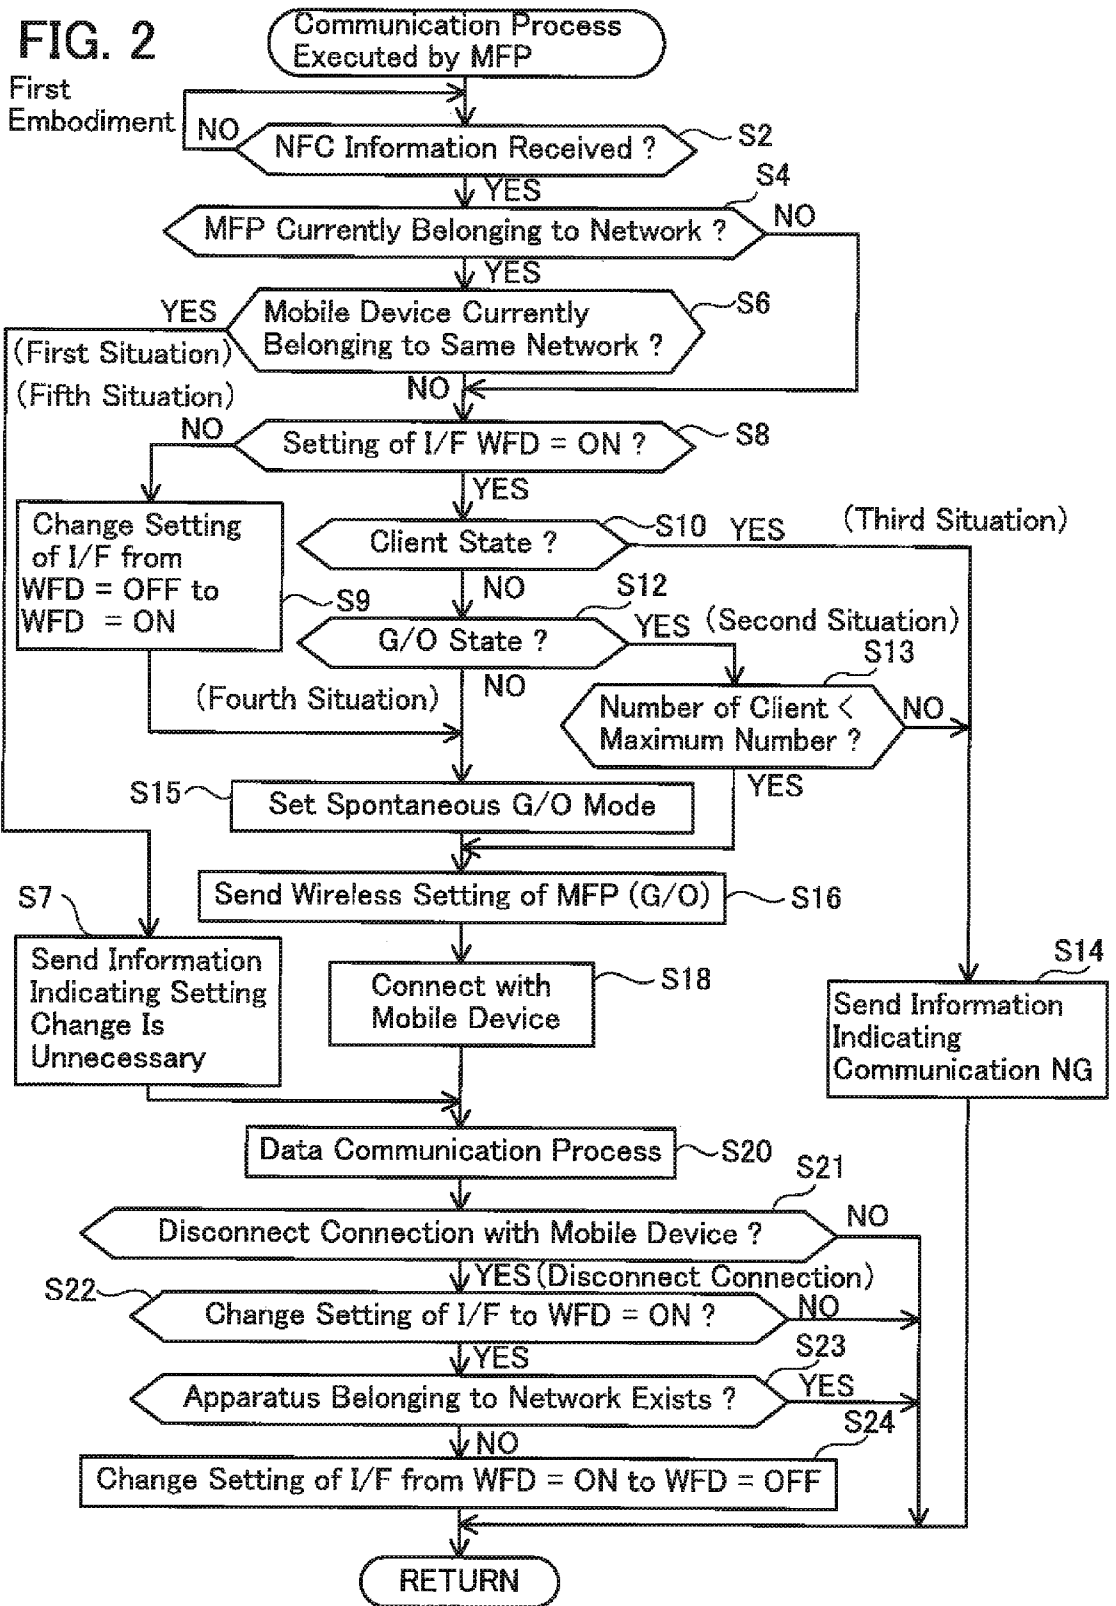 FIG. 2
First
Embodiment
Communication Process
Executed by MFP
NO
NFC Information Received ?
S2
YES
S4
MFP Currently Belonging to Network ?
NO
YES
YES
Mobile Device Currently
Belonging to Same Network ?
S6
(First Situation)
(Fifth Situation)
NO
NO
Setting of I/F WFD = ON ?
S8
YES
Change Setting
of I/F from
WFD = OFF to
WFD = ON
S9
Client State ?
S10
YES
(Third Situation)
NO
S12
G/O State ?
YES
(Second Situation)
S13
NO
(Fourth Situation)
Number of Client <
Maximum Number ?
NO
YES
S15
Set Spontaneous G/O Mode
Send Wireless Setting of MFP (G/O)
S16
S7
Send Information
Indicating Setting
Change Is
Unnecessary
Connect with
Mobile Device
S18
S14
Send Information
Indicating
Communication NG
Data Communication Process
S20
S21
Disconnect Connection with Mobile Device ?
NO
YES (Disconnect Connection)
S22
Change Setting of I/F to WFD = ON ?
NO
YES
S23
Apparatus Belonging to Network Exists ?
YES
NO
S24
Change Setting of I/F from WFD = ON to WFD = OFF
RETURN